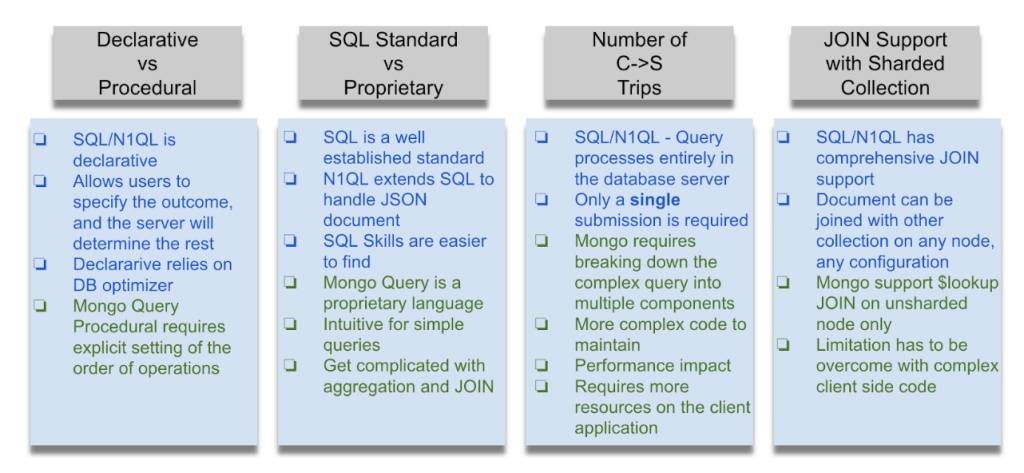 Declarative
vs
Procedural
❏ SQL/N1QL is
declarative
❏ Allows users to
specify the outcome,
and the server will
determine the rest
❏ Declararive relies on
DB optimizer
❏ Mongo Query
Procedural requires
explicit setting of the
order of operations
SQL Standard
vs
Proprietary
❏ SQL is a well
established standard
❏ N1QL extends SQL to
handle JSON
document
❏ SQL Skills are easier
to find
❏ Mongo Query is a
proprietary language
❏ Intuitive for simple
queries
❏ Get complicated with
aggregation and JOIN
Number of
C->S
Trips
❏ SQL/N1QL - Query
processes entirely in
the database server
❏ Only a single
submission is required
❏ Mongo requires
breaking down the
complex query into
multiple components
❏ More complex code to
maintain
❏ Performance impact
❏ Requires more
resources on the client
application
JOIN Support
with Sharded
Collection
❏ SQL/N1QL has
comprehensive JOIN
support
❏ Document can be
joined with other
collection on any node,
any configuration
❏ Mongo support $lookup
JOIN on unsharded
node only
❏ Limitation has to be
overcome with complex
client side code